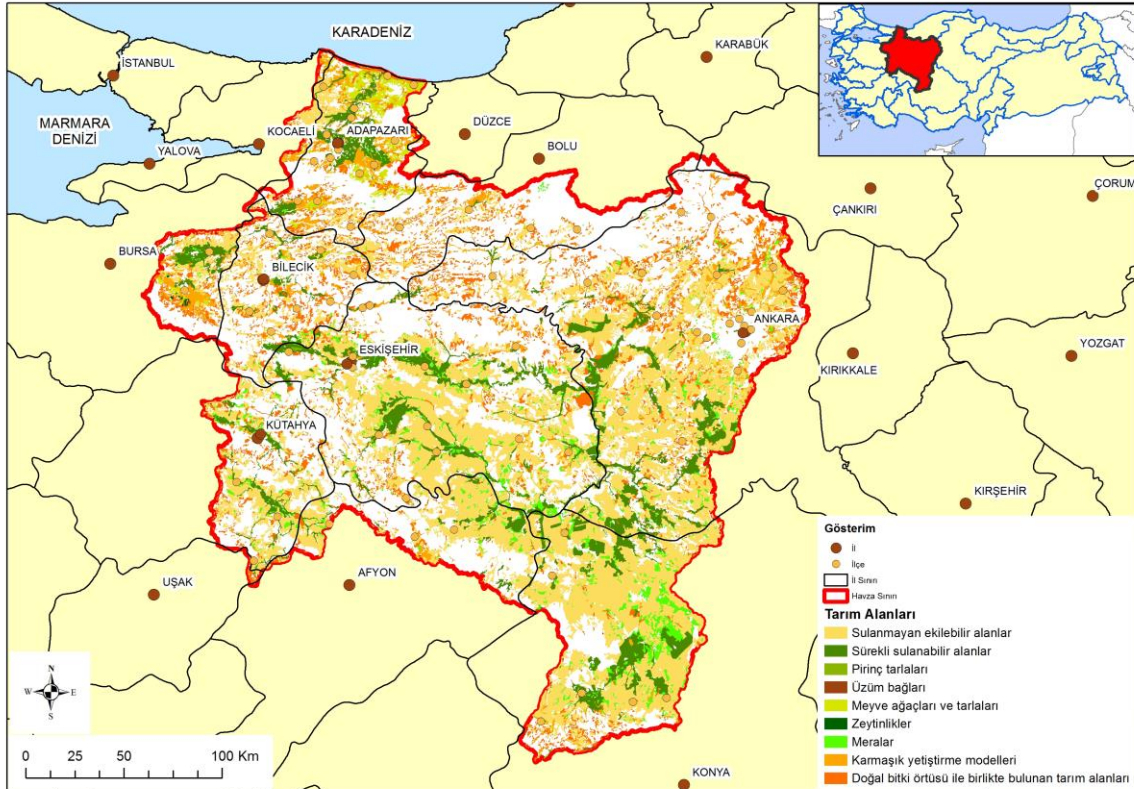 KARADENİZ
KARABÜK
İSTANBUL
MARMARA
DENİZİ
KOCAELİ
ADAPAZARI
DÜZCE
YALOVA
BOLU
ÇORUM
ÇANKIRI
BURSA
BİLECİK
ANKARA
ESKİŞEHİR
YOZGAT
KIRIKKALE
KÜTAHYA
KIRŞEHİR
UŞAK
AFYON
KONYA
N
W E
S
0 25 50 100 Km
Gösterim
İl
İlçe
İl Sınırı
Havza Sınırı
Tarım Alanları
Sulanmayan ekilebilir alanlar
Sürekli sulanabilir alanlar
Pirinç tarlaları
Üzüm bağları
Meyve ağaçları ve tarlaları
Zeytinlikler
Meralar
Karmaşık yetiştirme modelleri
Doğal bitki örtüsü ile birlikte bulunan tarım alanları